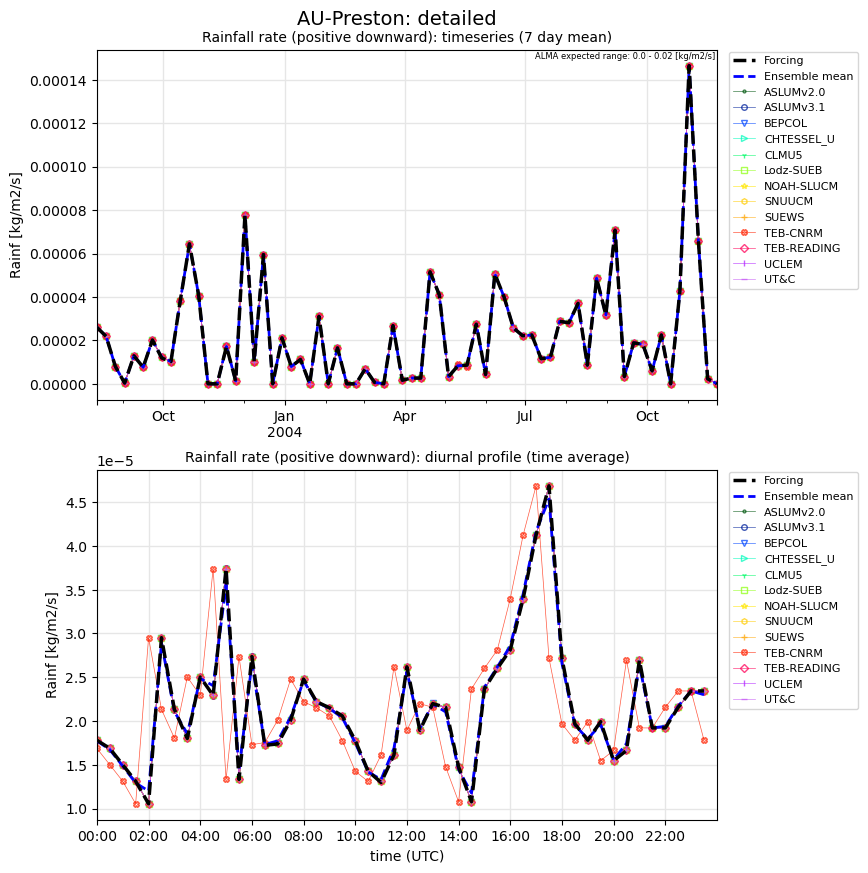 AU-Preston: detailed
Rainfall rate (positive downward): timeseries (7 day mean)
ALMA expected range: 0.0 - 0.02 [kg/m2/s]
0.00014
0.00012
0.00010
0.00008
0.00006
0.00004
0.00002
0.00000
Rainf [kg/m2/s]
Oct
Jan
2004
Apr
Jul
Oct
Forcing
Ensemble mean
ASLUMv2.0
ASLUMv3.1
BEPCOL
CHTESSEL_U
CLMU5
Lodz-SUEB
NOAH-SLUCM
SNUUCM
SUEWS
TEB-CNRM
TEB-READING
UCLEM
UT&C
1e−5
Rainfall rate (positive downward): diurnal profile (time average)
4.5
4.0
3.5
3.0
2.5
2.0
1.5
1.0
Rainf [kg/m2/s]
00:00
02:00
04:00
06:00
08:00
10:00
12:00
14:00
16:00
18:00
20:00
22:00
time (UTC)
Forcing
Ensemble mean
ASLUMv2.0
ASLUMv3.1
BEPCOL
CHTESSEL_U
CLMU5
Lodz-SUEB
NOAH-SLUCM
SNUUCM
SUEWS
TEB-CNRM
TEB-READING
UCLEM
UT&C